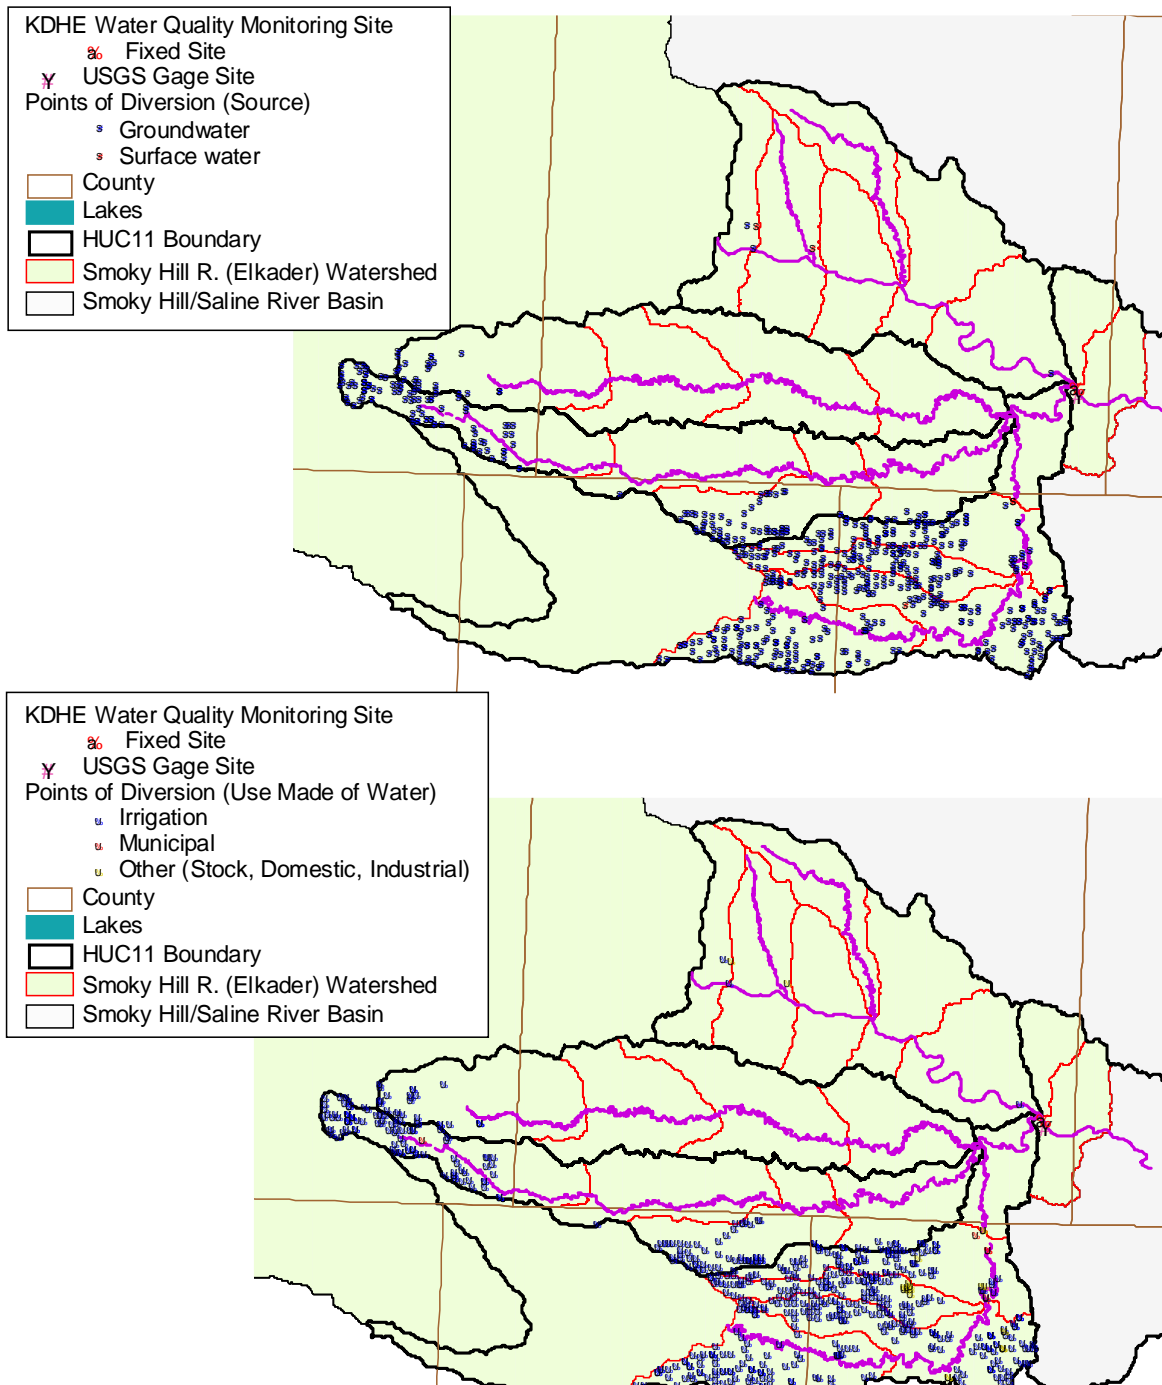 KDHE Water Quality Monitoring Site
Fixed Site
USGS Gage Site
Points of Diversion (Source)
Groundwater
Surface water
County
Lakes
HUC11 Boundary
Smoky Hill R. (Elkader) Watershed
Smoky Hill/Saline River Basin
KDHE Water Quality Monitoring Site
Fixed Site
USGS Gage Site
Points of Diversion (Use Made of Water)
Irrigation
Municipal
Other (Stock, Domestic, Industrial)
County
Lakes
HUC11 Boundary
Smoky Hill R. (Elkader) Watershed
Smoky Hill/Saline River Basin